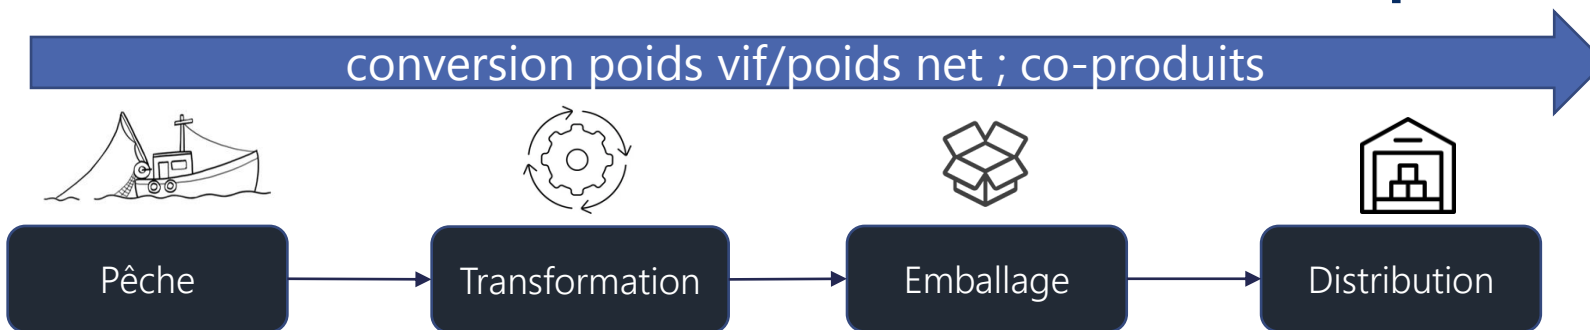 conversion poids vif/poids net ; co-produits
Pêche
Transformation
Emballage
Distribution